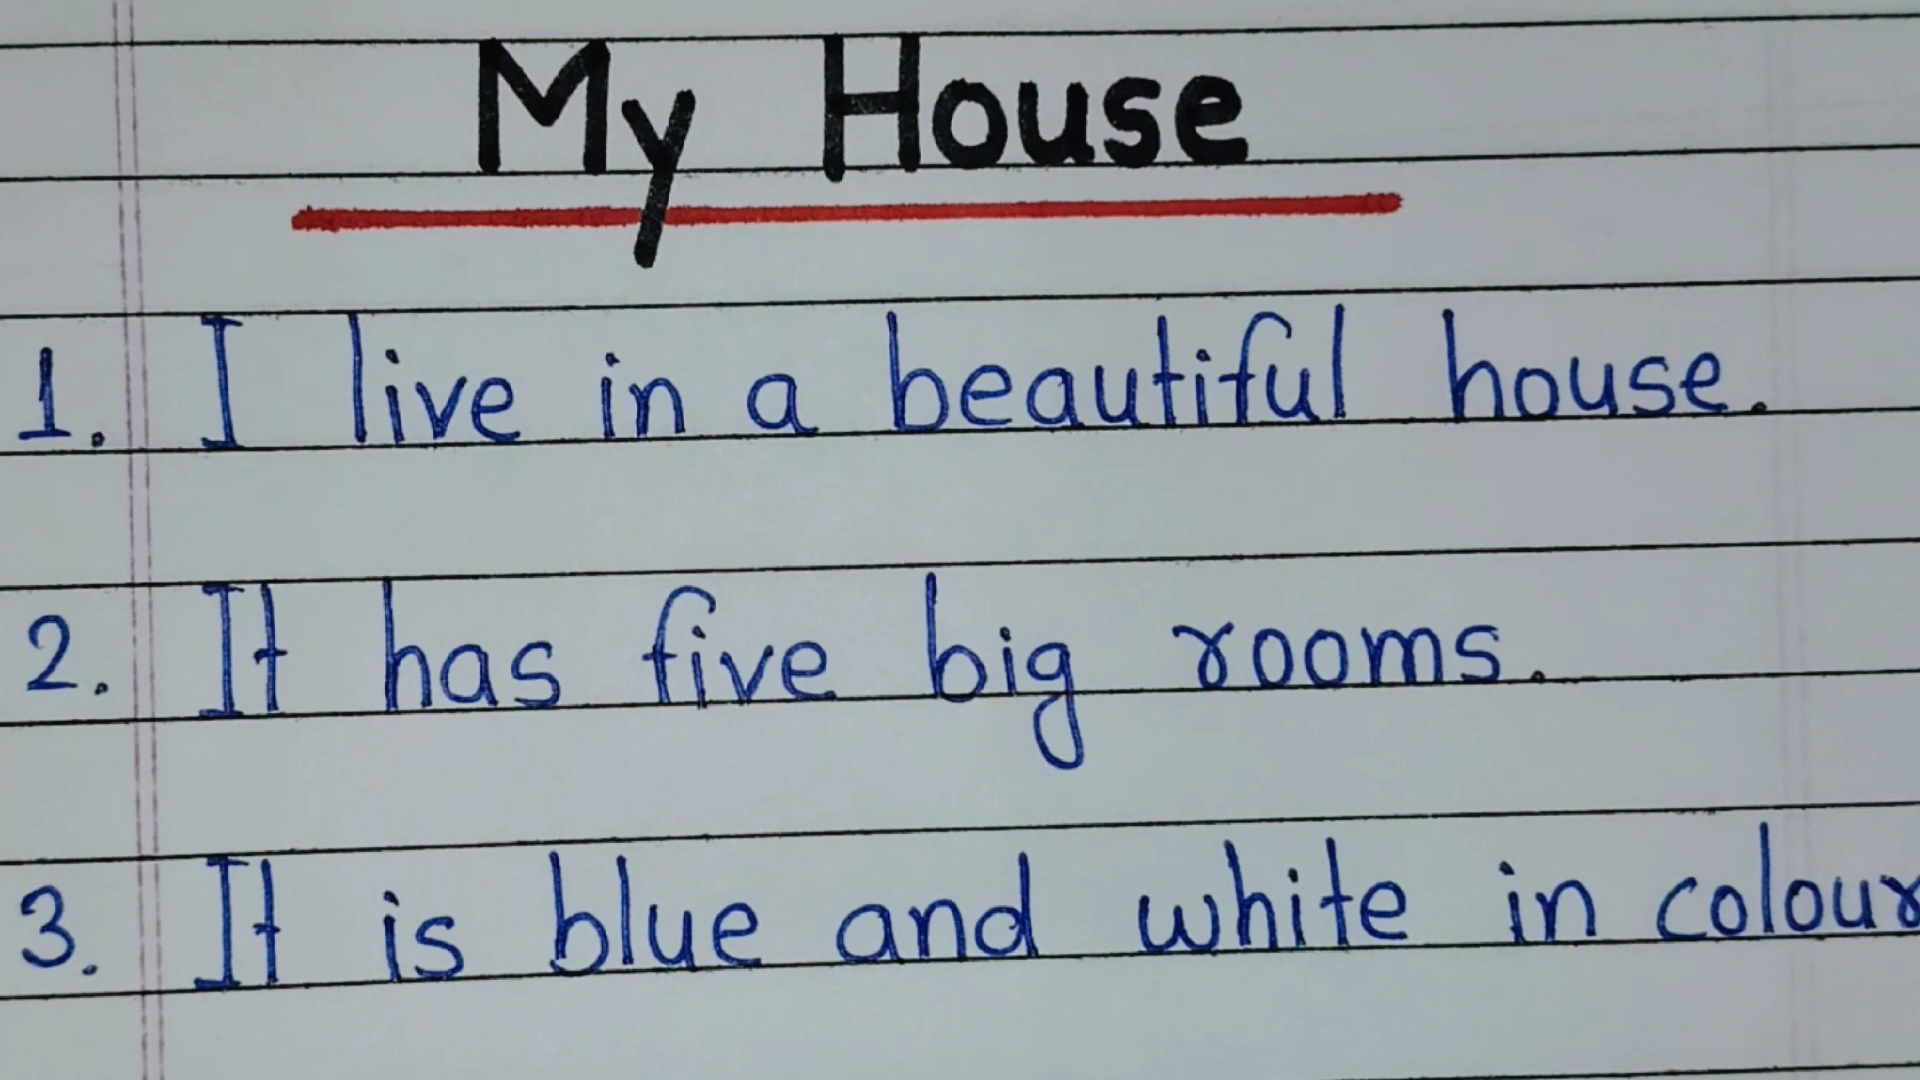 My House
1. I live in a beautiful house.
2. It has five big rooms.
3. It is blue and white in colour